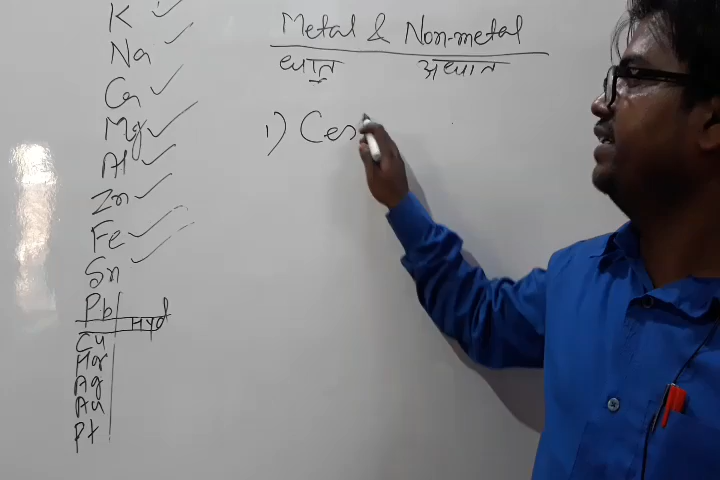 K
Na
Ca
Mg
Al
Zn
Fe
Sn
Pb
Hyd
Cu
Hg
Ag
Au
Pt
Metal & Non-metal
धातु अधातु
1) Ces